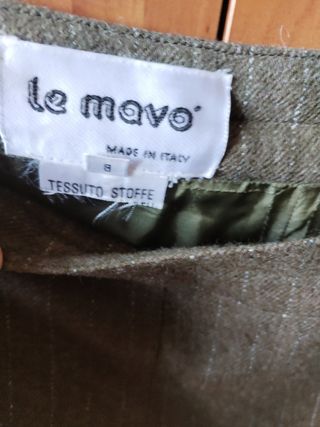 le mavo'
MADE IN ITALY
8
TESSUTO STOFFE